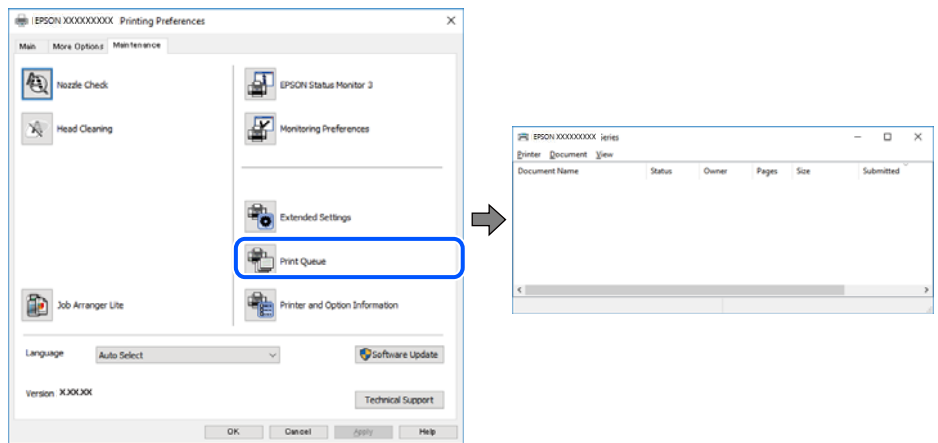 EPSON XXXXXXXXX Printing Preferences
Main More Options Maintenance
Nozzle Check
EPSON Status Monitor 3
Head Cleaning
Monitoring Preferences
Extended Settings
Print Queue
Job Arranger Lite
Printer and Option Information
Language Auto Select Software Update
Version X.XX.XX
Technical Support
OK Cancel Apply Help
EPSON XXXXXXXXX ieries
Printer Document View
Document Name Status Owner Pages Size Submitted